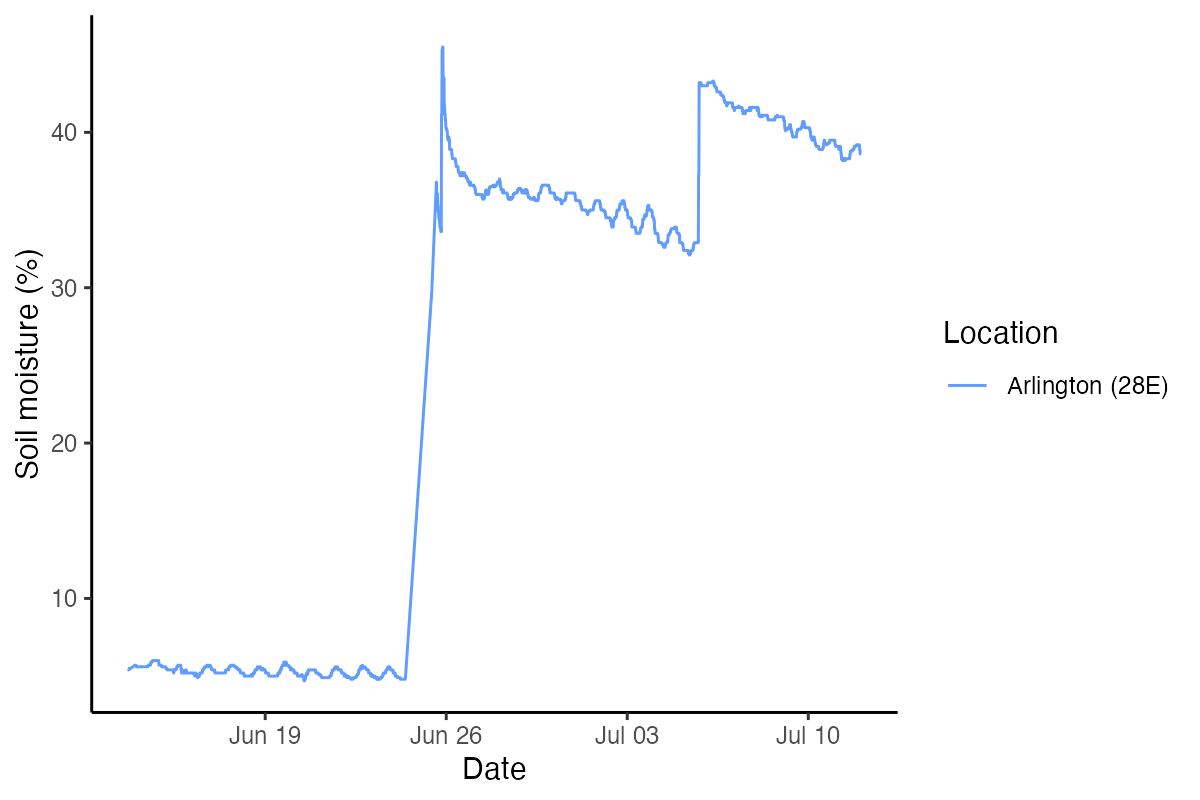 Soil moisture (%)
40
30
20
10
Jun 19
Jun 26
Jul 03
Jul 10
Date
Location
Arlington (28E)